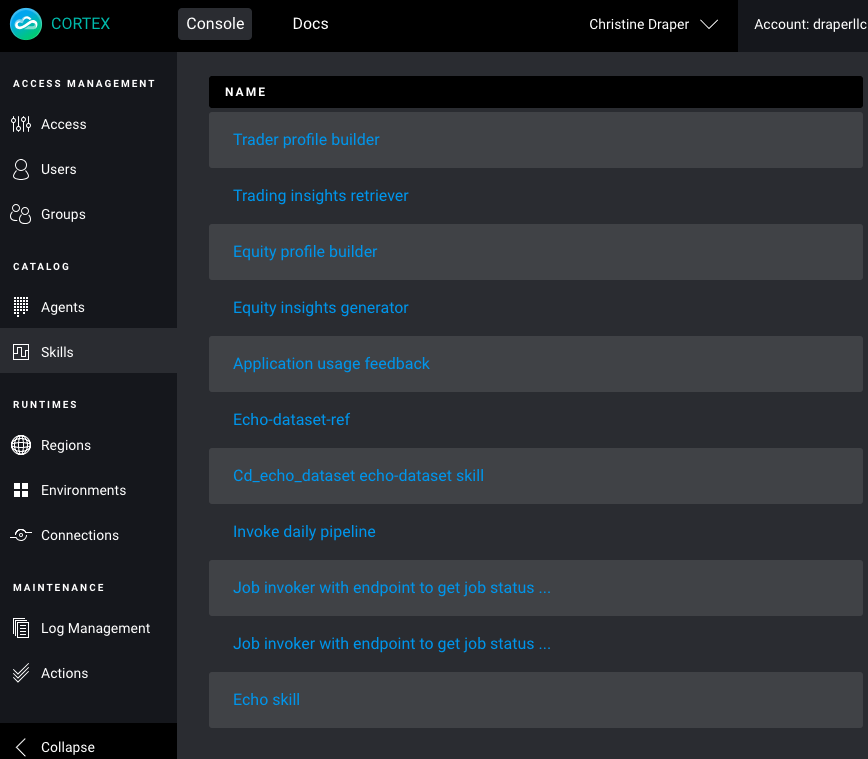 CORTEX
Console
Docs
Christine Draper
Account: draperllc
ACCESS MANAGEMENT
Access
Users
Groups
CATALOG
Agents
Skills
RUNTIMES
Regions
Environments
Connections
MAINTENANCE
Log Management
Actions
Collapse
NAME
Trader profile builder
Trading insights retriever
Equity profile builder
Equity insights generator
Application usage feedback
Echo-dataset-ref
Cd_echo_dataset echo-dataset skill
Invoke daily pipeline
Job invoker with endpoint to get job status ...
Job invoker with endpoint to get job status ...
Echo skill